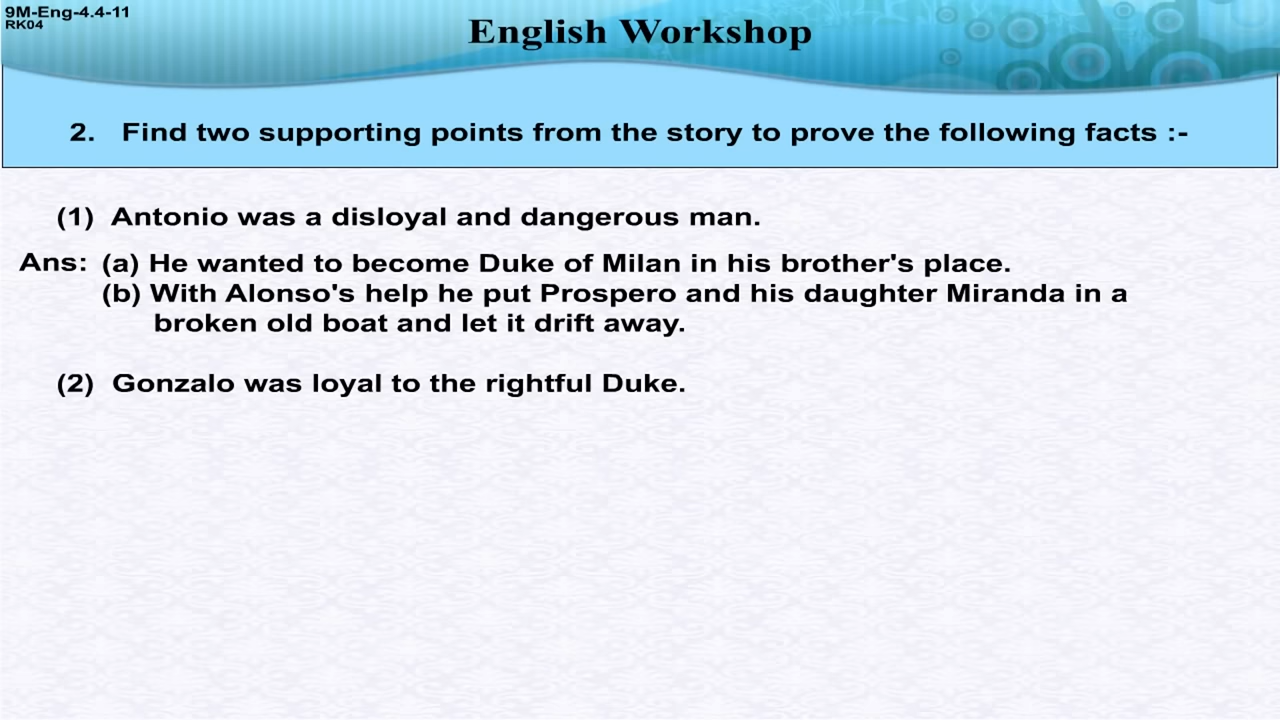 9M-Eng-4.4-11
RK04
English Workshop
2. Find two supporting points from the story to prove the following facts :-
(1) Antonio was a disloyal and dangerous man.
Ans: (a) He wanted to become Duke of Milan in his brother's place.
(b) With Alonso's help he put Prospero and his daughter Miranda in a
broken old boat and let it drift away.
(2) Gonzalo was loyal to the rightful Duke.